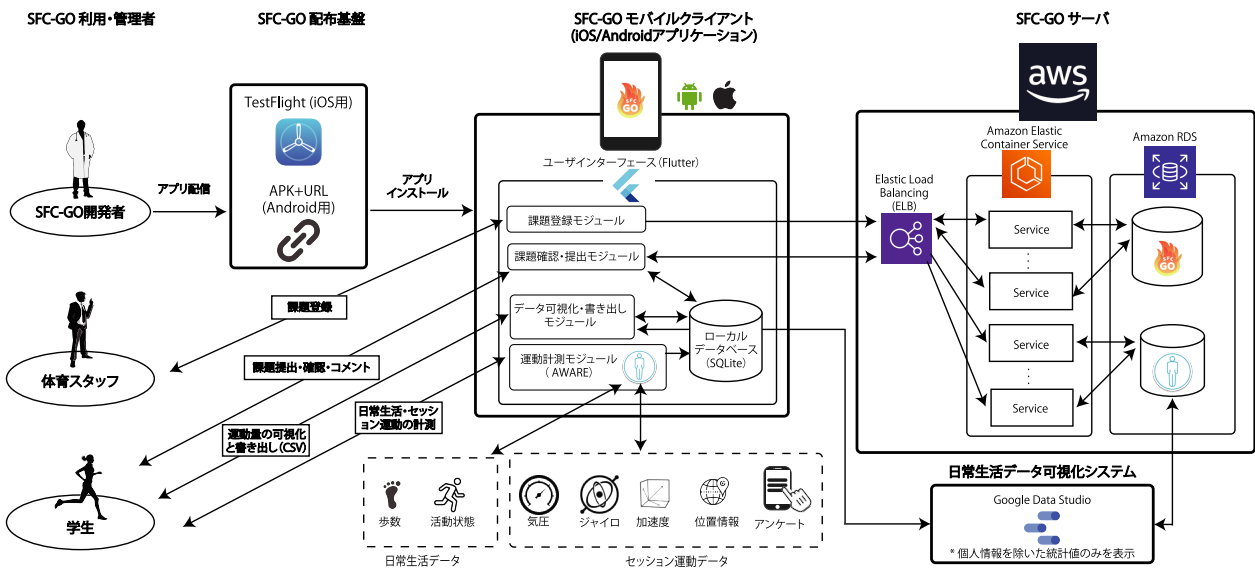 SFC-GO 利用・管理者
SFC-GO開発者
体育スタッフ
学生
アプリ配信
SFC-GO 配布基盤
TestFlight (iOS用)
APK+URL
(Android用)
アプリ
インストール
課題登録
課題提出・確認・コメント
運動量の可視化
と書き出し(CSV)
日常生活・セッシ
ョン運動の計測
SFC-GO モバイルクライアント
(iOS/Androidアプリケーション)
SFC
GO
ユーザインターフェース(Flutter)
課題登録モジュール
課題確認・提出モジュール
データ可視化・書き出し
モジュール
運動計測モジュール
( AWARE)
ローカル
データベース
(SQLite)
歩数
活動状態
日常生活データ
気圧
ジャイロ
加速度
位置情報
アンケート
セッション運動データ
SFC-GO サーバ
aws
Elastic Load
Balancing
(ELB)
Amazon Elastic
Container Service
Service
Service
Service
Service
Amazon RDS
SFC
GO
日常生活データ可視化システム
Google Data Studio
* 個人情報を除いた統計値のみを表示